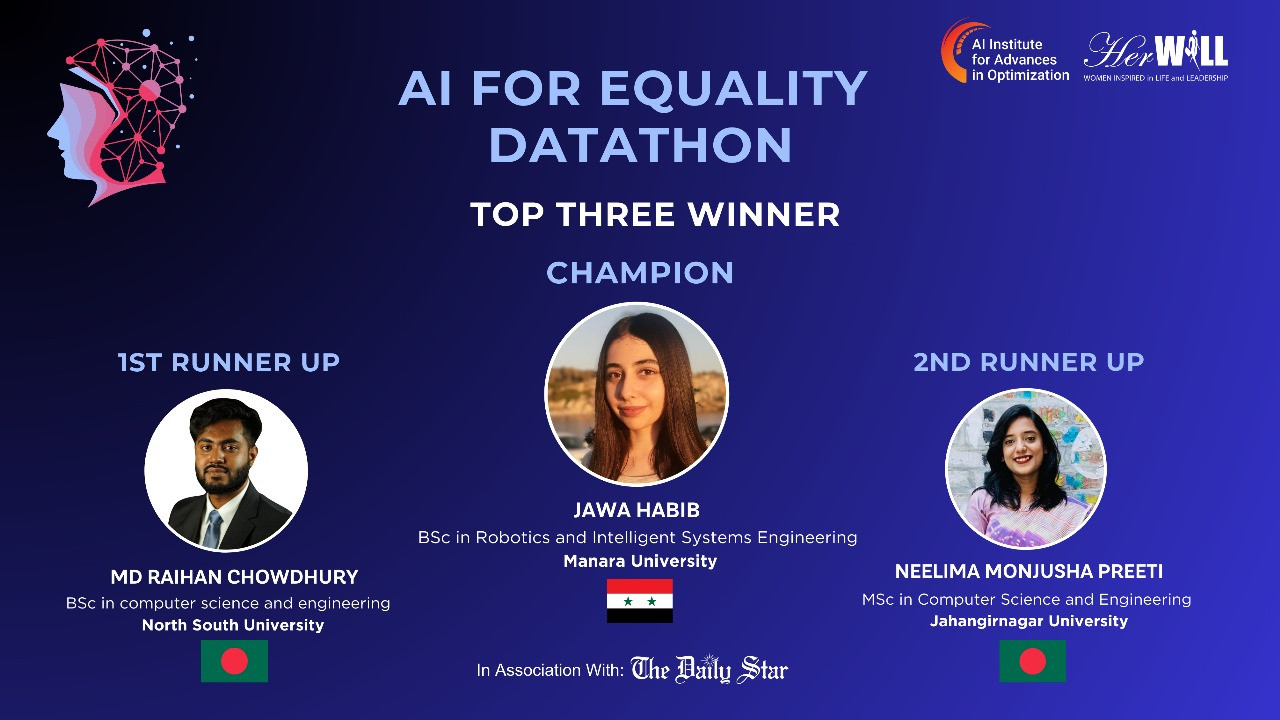 AI Institute
for Advances
in Optimization
HerWILL
WOMEN INSPIRED in LIFE and LEADERSHIP
AI FOR EQUALITY
DATATHON
TOP THREE WINNER
CHAMPION
JAWA HABIB
BSc in Robotics and Intelligent Systems Engineering
Manara University
1ST RUNNER UP
MD RAIHAN CHOWDHURY
BSc in computer science and engineering
North South University
2ND RUNNER UP
NEELIMA MONJUSHA PREETI
MSc in Computer Science and Engineering
Jahangirnagar University
In Association With: The Daily Star